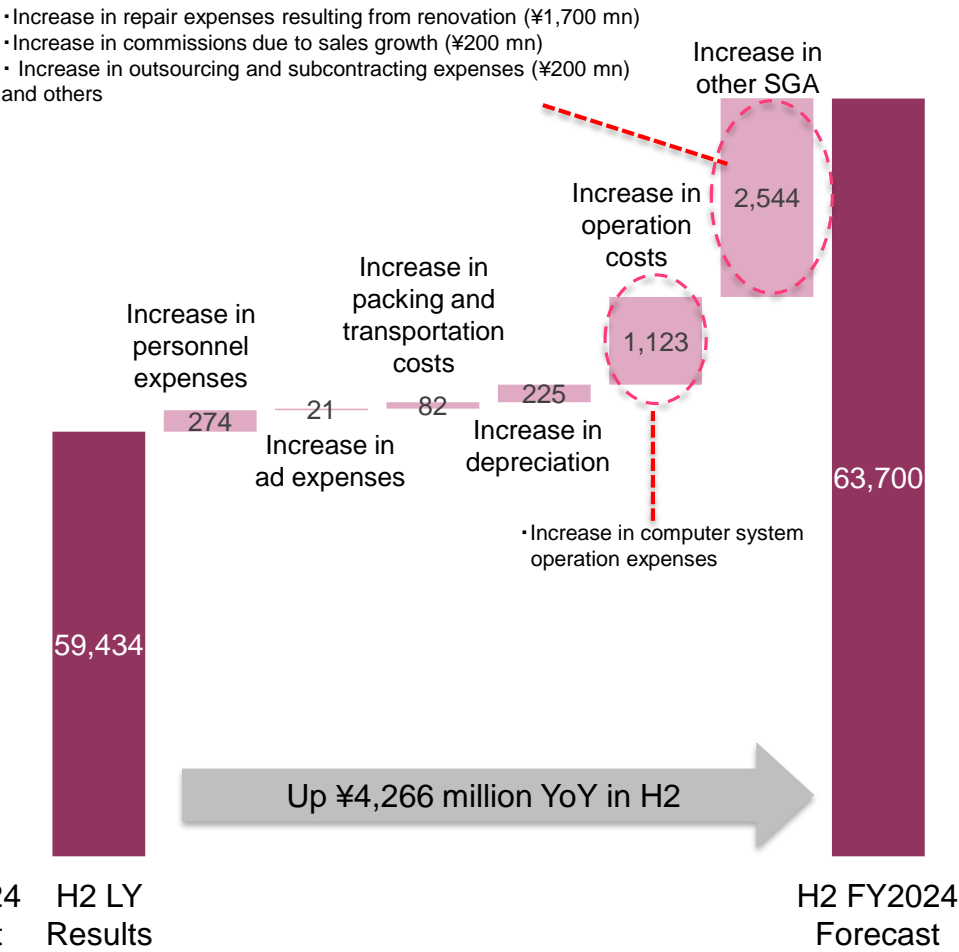 ・Increase in repair expenses resulting from renovation (¥1,700 mn)
・Increase in commissions due to sales growth (¥200 mn)
・ Increase in outsourcing and subcontracting expenses (¥200 mn)
and others
Increase in
other SGA
2,544
Increase in
operation
costs
1,123
Increase in
packing and
transportation
costs
82
Increase in
personnel
expenses
274
21
Increase in
ad expenses
225
Increase in
depreciation
・Increase in computer system
operation expenses
59,434
63,700
Up ¥4,266 million YoY in H2
24
t
H2 LY
Results
H2 FY2024
Forecast